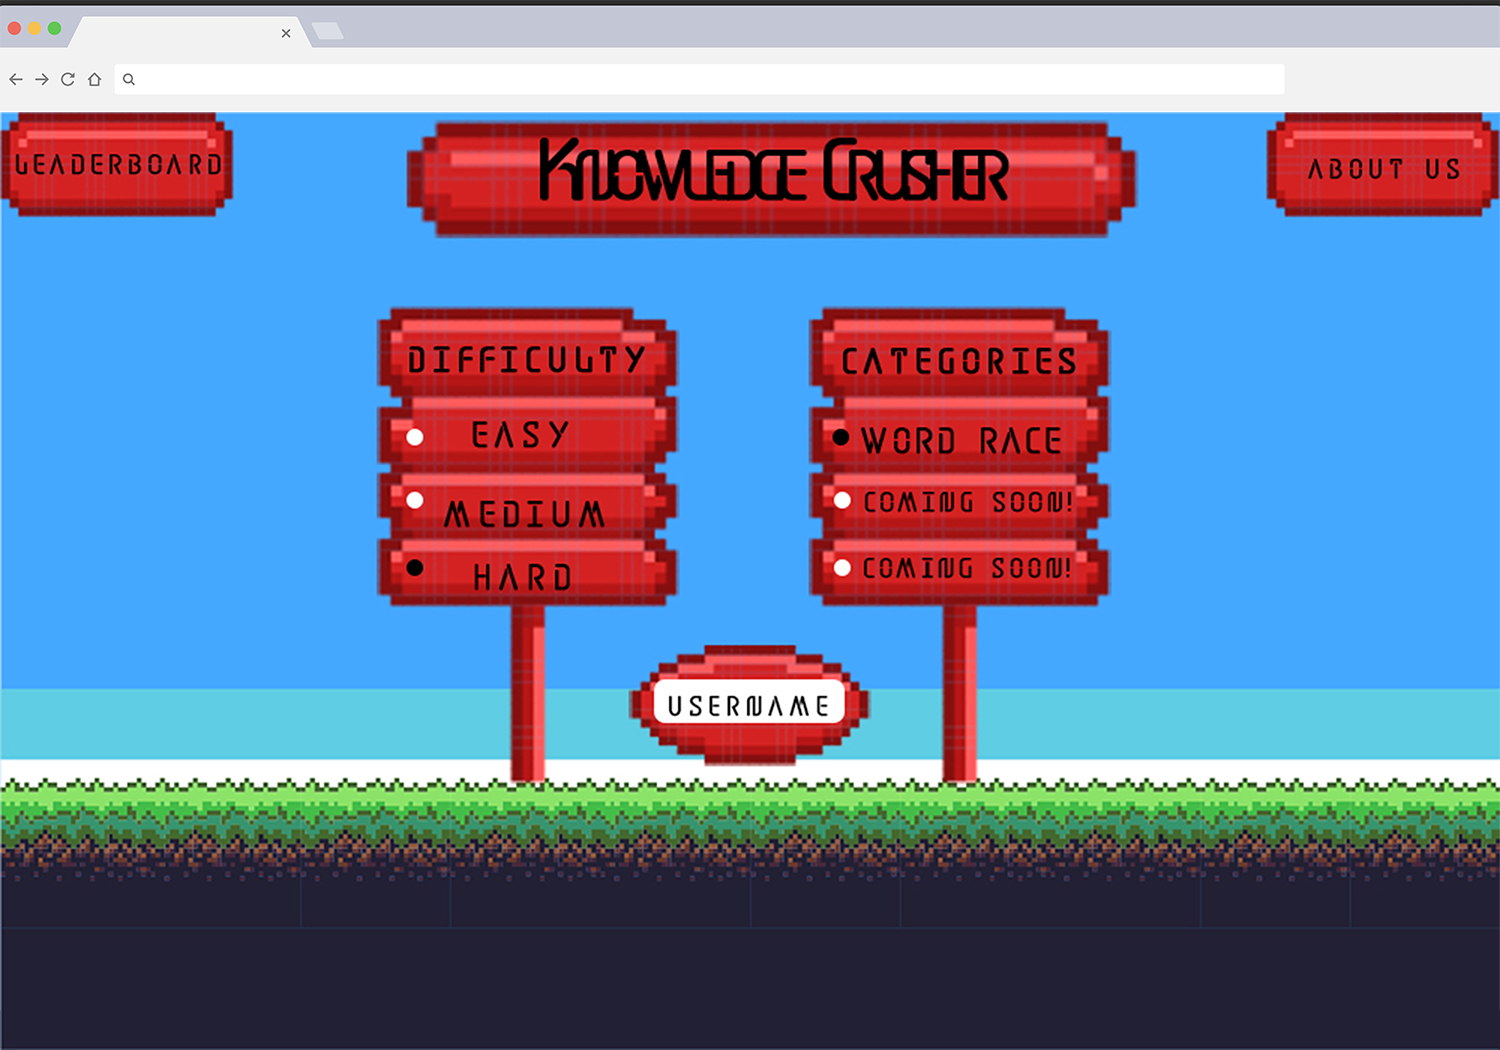 LEADERBOARD
KNOWLEDGE CRUSHER
ABOUT US
DIFFICULTY
EASY
MEDIUM
HARD
CATEGORIES
WORD RACE
COMING SOON!
COMING SOON!
USERNAME